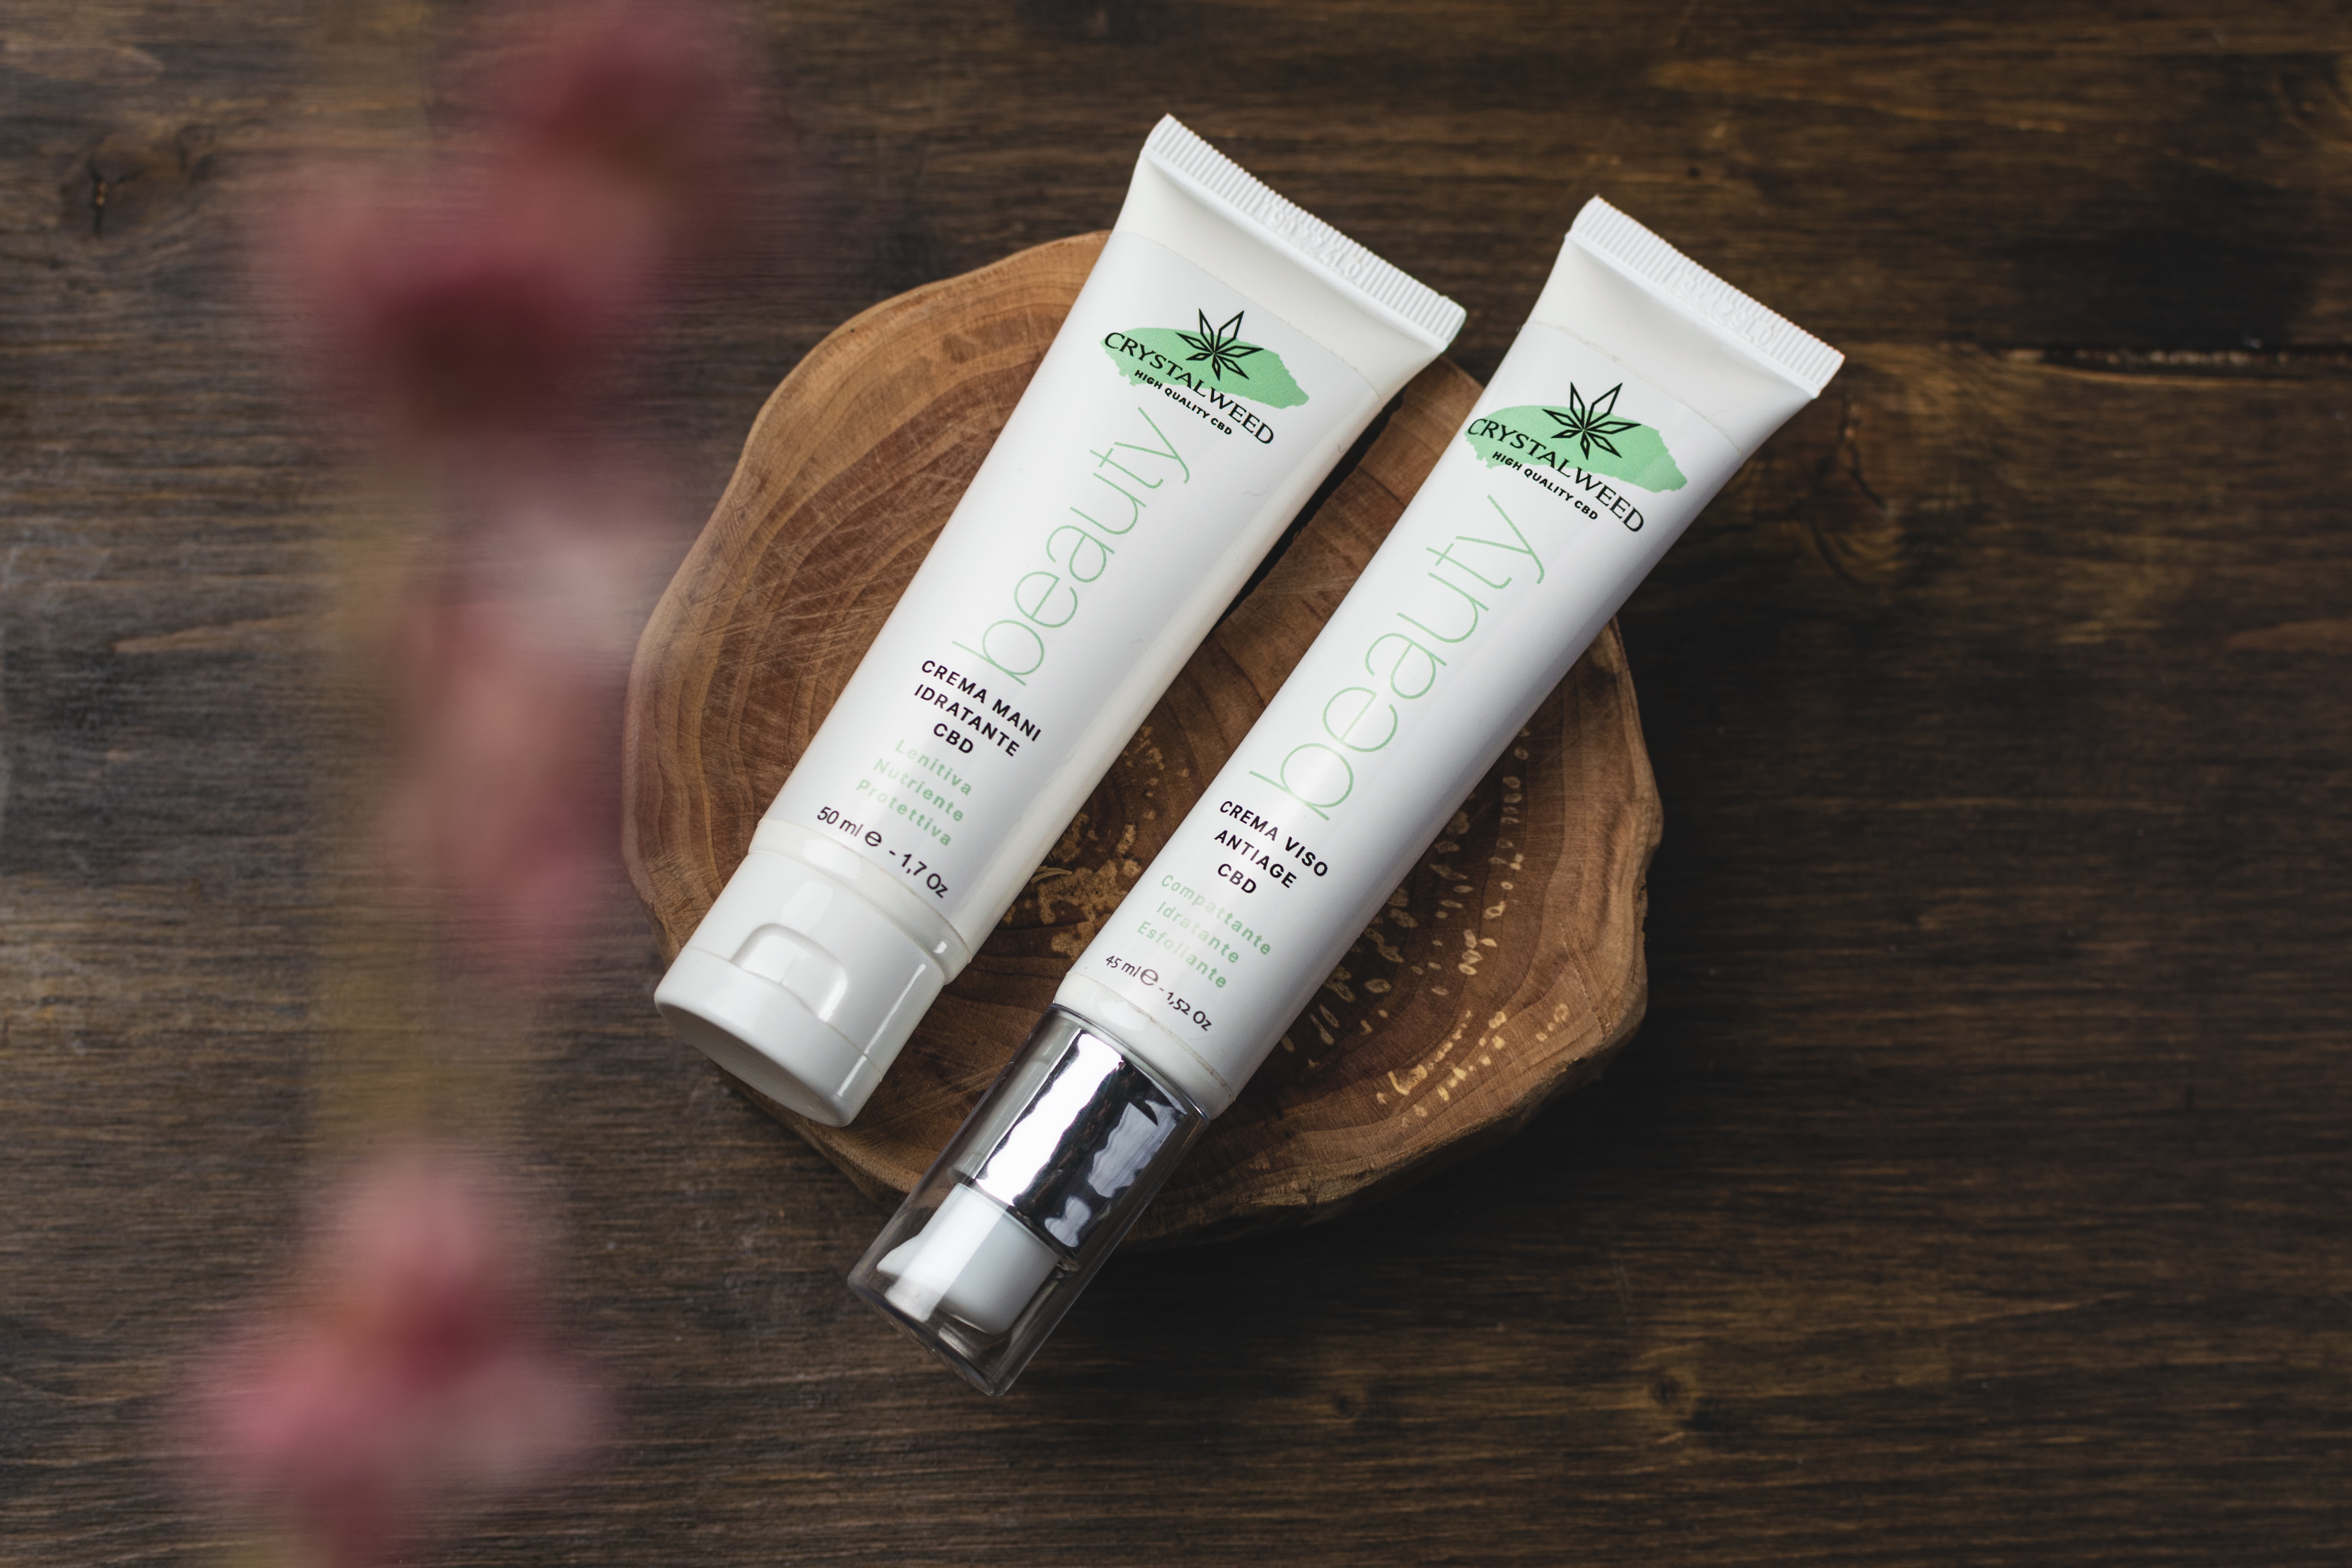 CRYSTALWEED
HIGH QUALITY CBD
beauty
CREMA MANI
IDRATANTE
CBD
Lenitiva
Nutriente
Protettiva
50 ml ℮ - 1,7 Oz
CRYSTALWEED
HIGH QUALITY CBD
beauty
CREMA VISO
ANTIAGE
CBD
Compattante
Idratante
Esfoliante
45 ml ℮ - 1,52 Oz